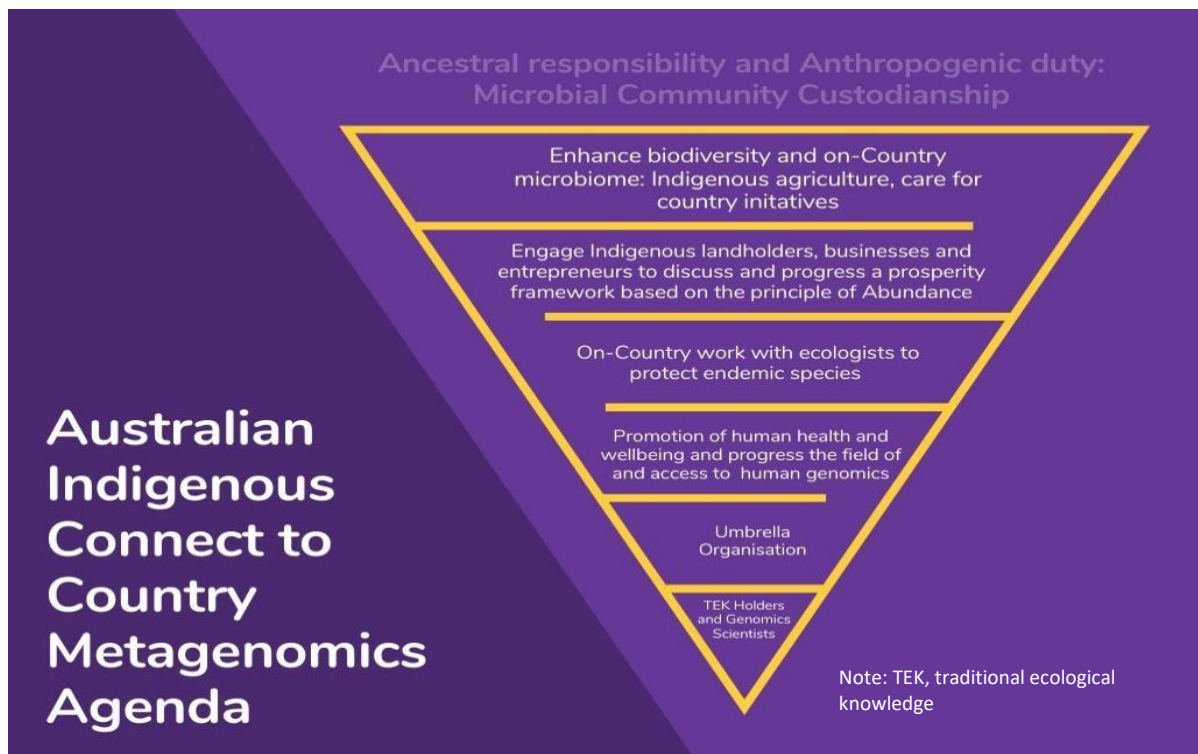 Ancestral responsibility and Anthropogenic duty:
Microbial Community Custodianship
Enhance biodiversity and on-Country
microbiome: Indigenous agriculture, care for
country initatives
Engage Indigenous landholders, businesses and
entrepreneurs to discuss and progress a prosperity
framework based on the principle of Abundance
On-Country work with ecologists to
protect endemic species
Promotion of human health and
wellbeing and progress the field of
and access to human genomics
Umbrella
Organisation
TEK Holders
and Genomics
Scientists
Australian
Indigenous
Connect to
Country
Metagenomics
Agenda
Note: TEK, traditional ecological
knowledge